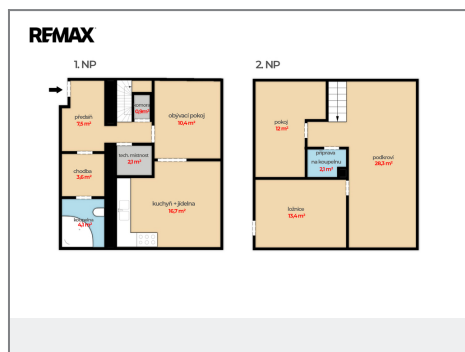 RE/MAX
1. NP
2. NP
předsíň
7,5 m²
komora
0,9 m²
obývací pokoj
10,4 m²
tech. místnost
2,1 m²
chodba
3,6 m²
kuchyň + jídelna
16,7 m²
koupelna
4,1 m²
pokoj
12 m²
příprava
na koupelnu
2,1 m²
podkroví
26,3 m²
ložnice
13,4 m²